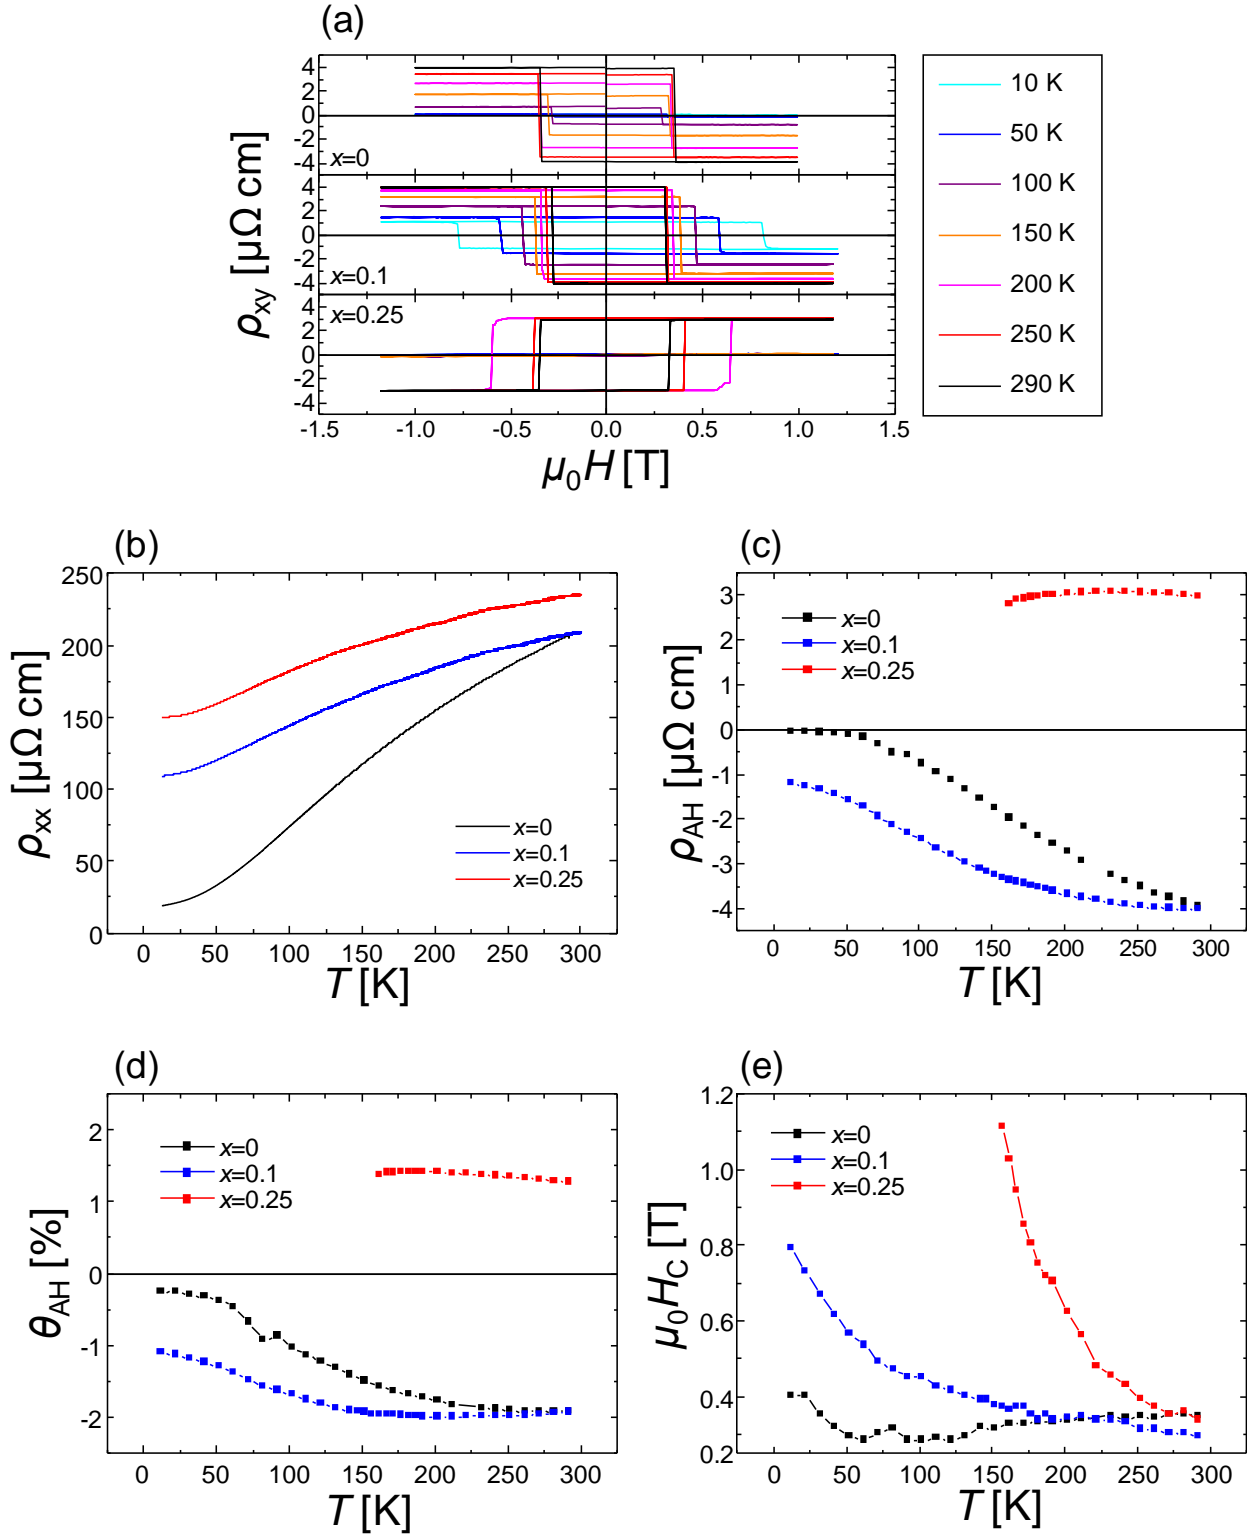 (a)
4
2
0
-2
-4
x=0
4
2
0
-2
-4
x=0.1
4
2
0
-2
-4
x=0.25
ρxy [μΩ cm]
-1.5 -1.0 -0.5 0.0 0.5 1.0 1.5
μ0H [T]
10 K
50 K
100 K
150 K
200 K
250 K
290 K
(b)
250
200
150
100
50
0
ρxx [μΩ cm]
x=0
x=0.1
x=0.25
0 50 100 150 200 250 300
T [K]
(c)
3
2
1
0
-1
-2
-3
-4
ρAH [μΩ cm]
x=0
x=0.1
x=0.25
0 50 100 150 200 250 300
T [K]
(d)
2
1
0
-1
-2
θAH [%]
x=0
x=0.1
x=0.25
0 50 100 150 200 250 300
T [K]
(e)
1.2
1.0
0.8
0.6
0.4
0.2
μ0HC [T]
x=0
x=0.1
x=0.25
0 50 100 150 200 250 300
T [K]